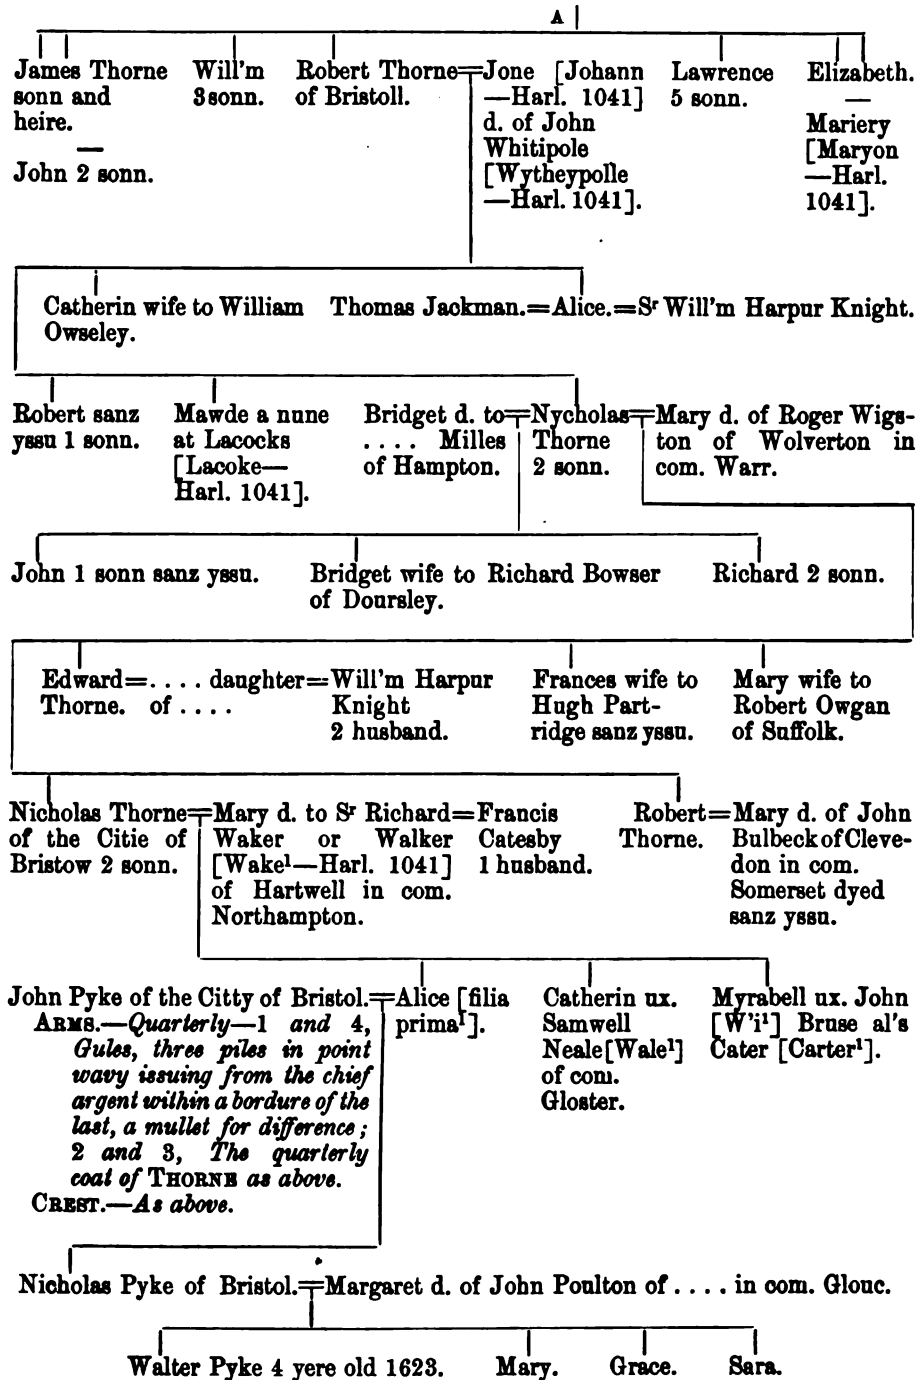 A
James Thorne
sonn and
heire.
—
John 2 sonn.
Will'm
3 sonn.
Robert Thorne=
of Bristoll.
Jone [Johann
—Harl. 1041]
d. of John
Whitipole
[Wytheypolle
—Harl. 1041].
Lawrence
5 sonn.
Elizabeth.
—
Mariery
[Maryon
—Harl.
1041].
Catherin wife to William
Owseley.
Thomas Jackman.=Alice.=Sr Will'm Harpur Knight.
Robert sanz
yssu 1 sonn.
Mawde a nune
at Lacocks
[Lacoke—
Harl. 1041].
Bridget d. to=
. . . . Milles
of Hampton.
Nycholas=
Thorne
2 sonn.
Mary d. of Roger Wigs-
ton of Wolverton in
com. Warr.
John 1 sonn sanz yssu.
Bridget wife to Richard Bowser
of Doursley.
Richard 2 sonn.
Edward=. . . . daughter=
Thorne. of . . . .
Will'm Harpur
Knight
2 husband.
Frances wife to
Hugh Part-
ridge sanz yssu.
Mary wife to
Robert Owgan
of Suffolk.
Nicholas Thorne=
of the Citie of
Bristow 2 sonn.
Mary d. to Sr Richard=
Waker or Walker
[Wake¹—Harl. 1041]
of Hartwell in com.
Northampton.
Francis
Catesby
1 husband.
Robert=
Thorne.
Mary d. of John
Bulbeck of Cleve-
don in com.
Somerset dyed
sanz yssu.
John Pyke of the Citty of Bristol.=
Arms.—Quarterly—1 and 4,
Gules, three piles in point
wavy issuing from the chief
argent within a bordure of the
last, a mullet for difference;
2 and 3, The quarterly
coat of Thorne as above.
Crest.—As above.
Alice [filia
prima¹].
Catherin ux.
Samwell
Neale [Wale¹]
of com.
Gloster.
Myrabell ux. John
[W'i¹] Bruse al's
Cater [Carter¹].
Nicholas Pyke of Bristol.=Margaret d. of John Poulton of . . . . in com. Glouc.
Walter Pyke 4 yere old 1623.
Mary.
Grace.
Sara.